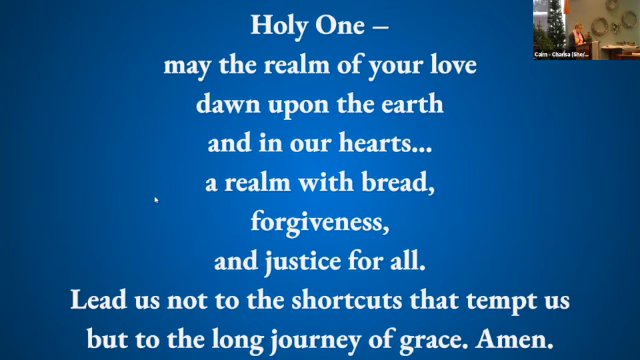 Holy One –
may the realm of your love
dawn upon the earth
and in our hearts...
a realm with bread,
forgiveness,
and justice for all.
Lead us not to the shortcuts that tempt us
but to the long journey of grace. Amen.